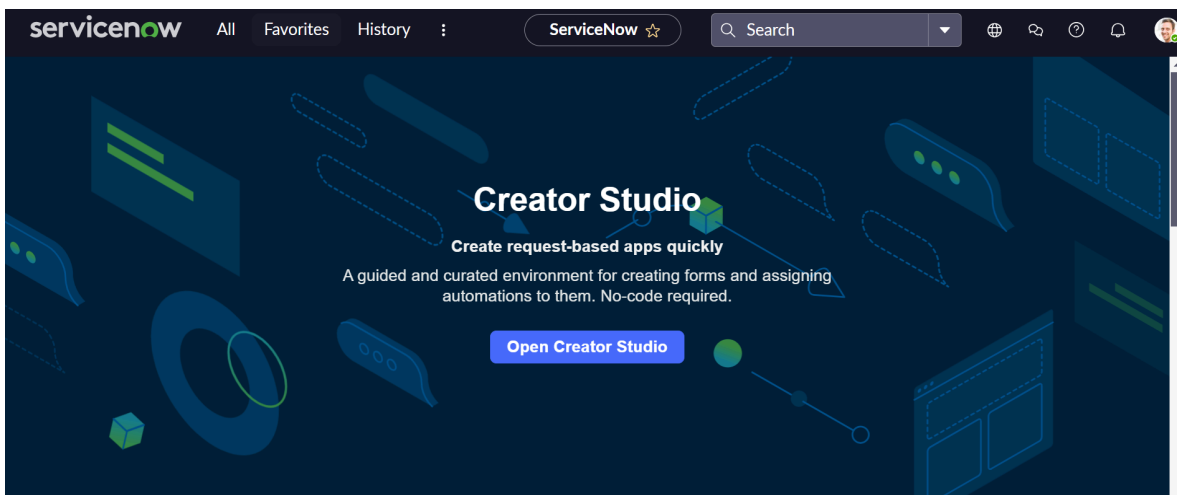 servicenow All Favorites History ServiceNow Search
Creator Studio
Create request-based apps quickly
A guided and curated environment for creating forms and assigning
automations to them. No-code required.
Open Creator Studio